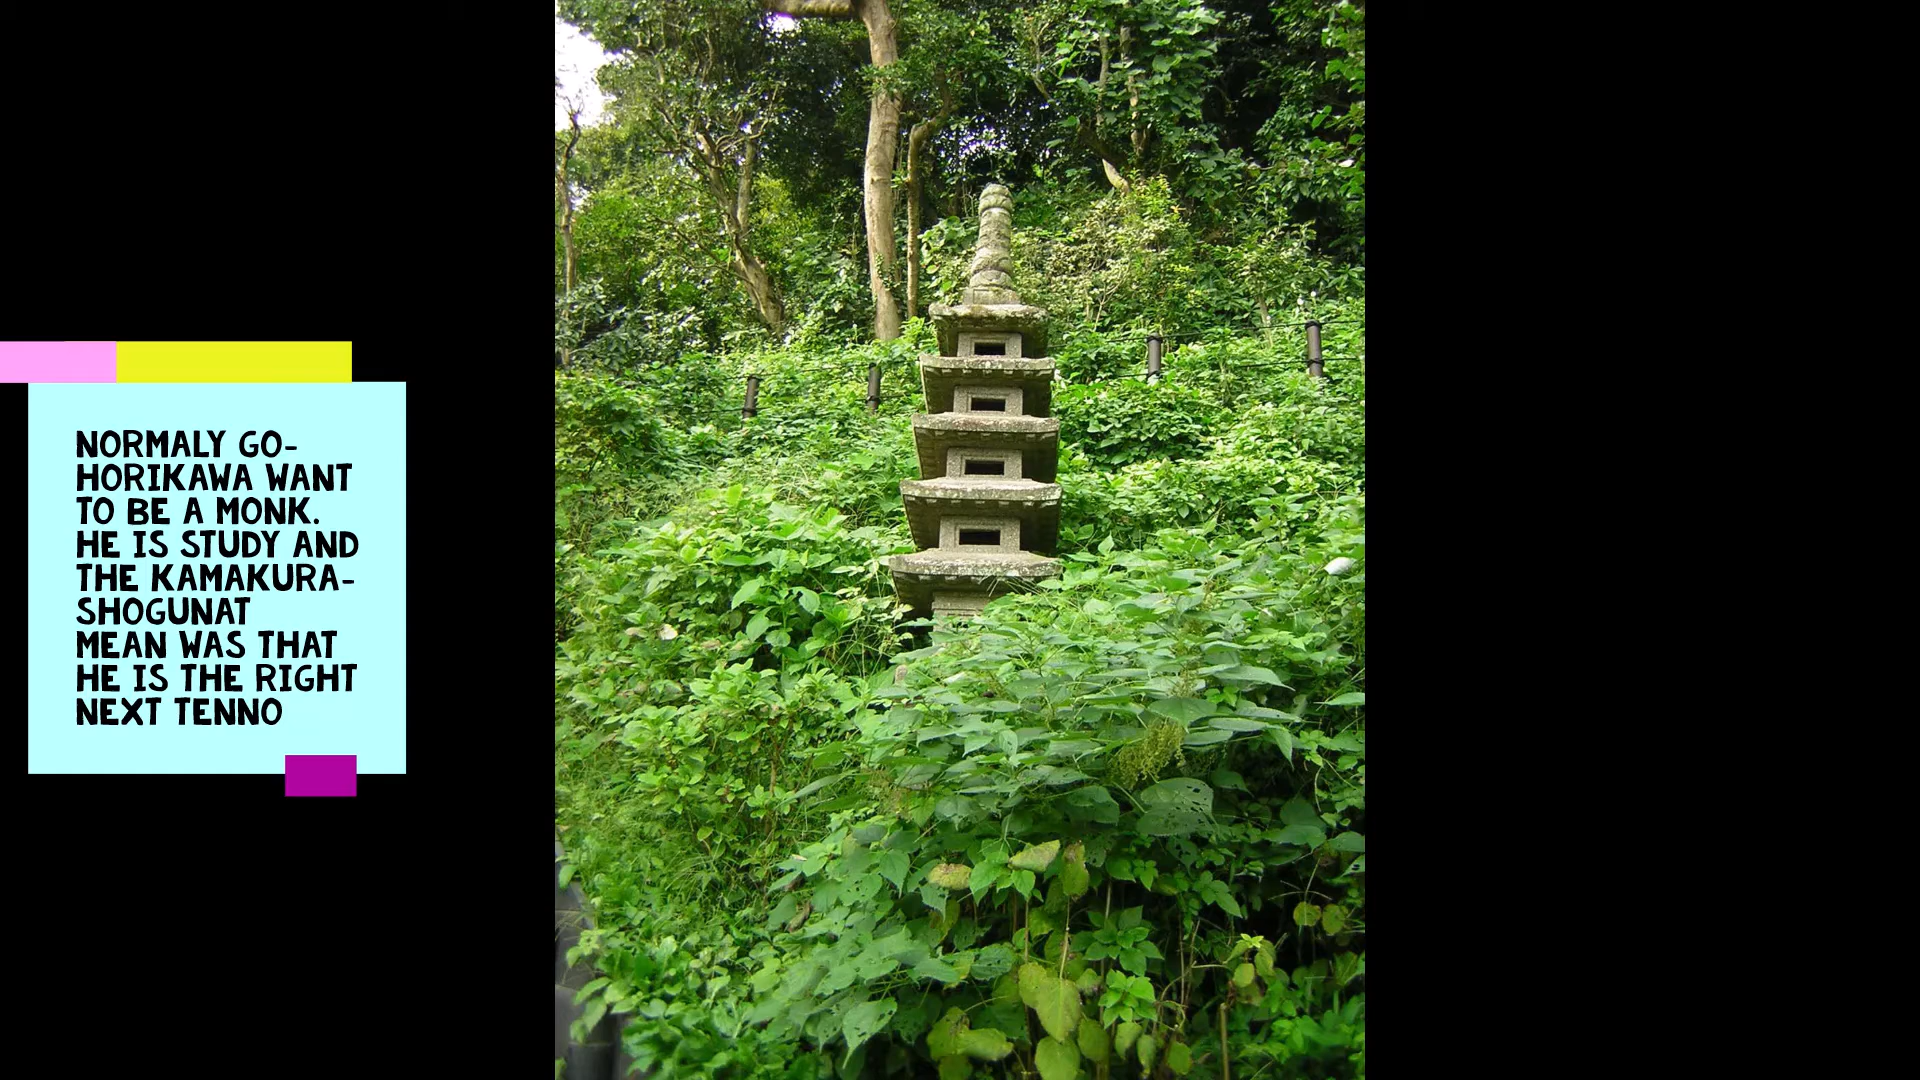 NORMALY GO-
HORIKAWA WANT
TO BE A MONK.
HE IS STUDY AND
THE KAMAKURA-
SHOGUNAT
MEAN WAS THAT
HE IS THE RIGHT
NEXT TENNO